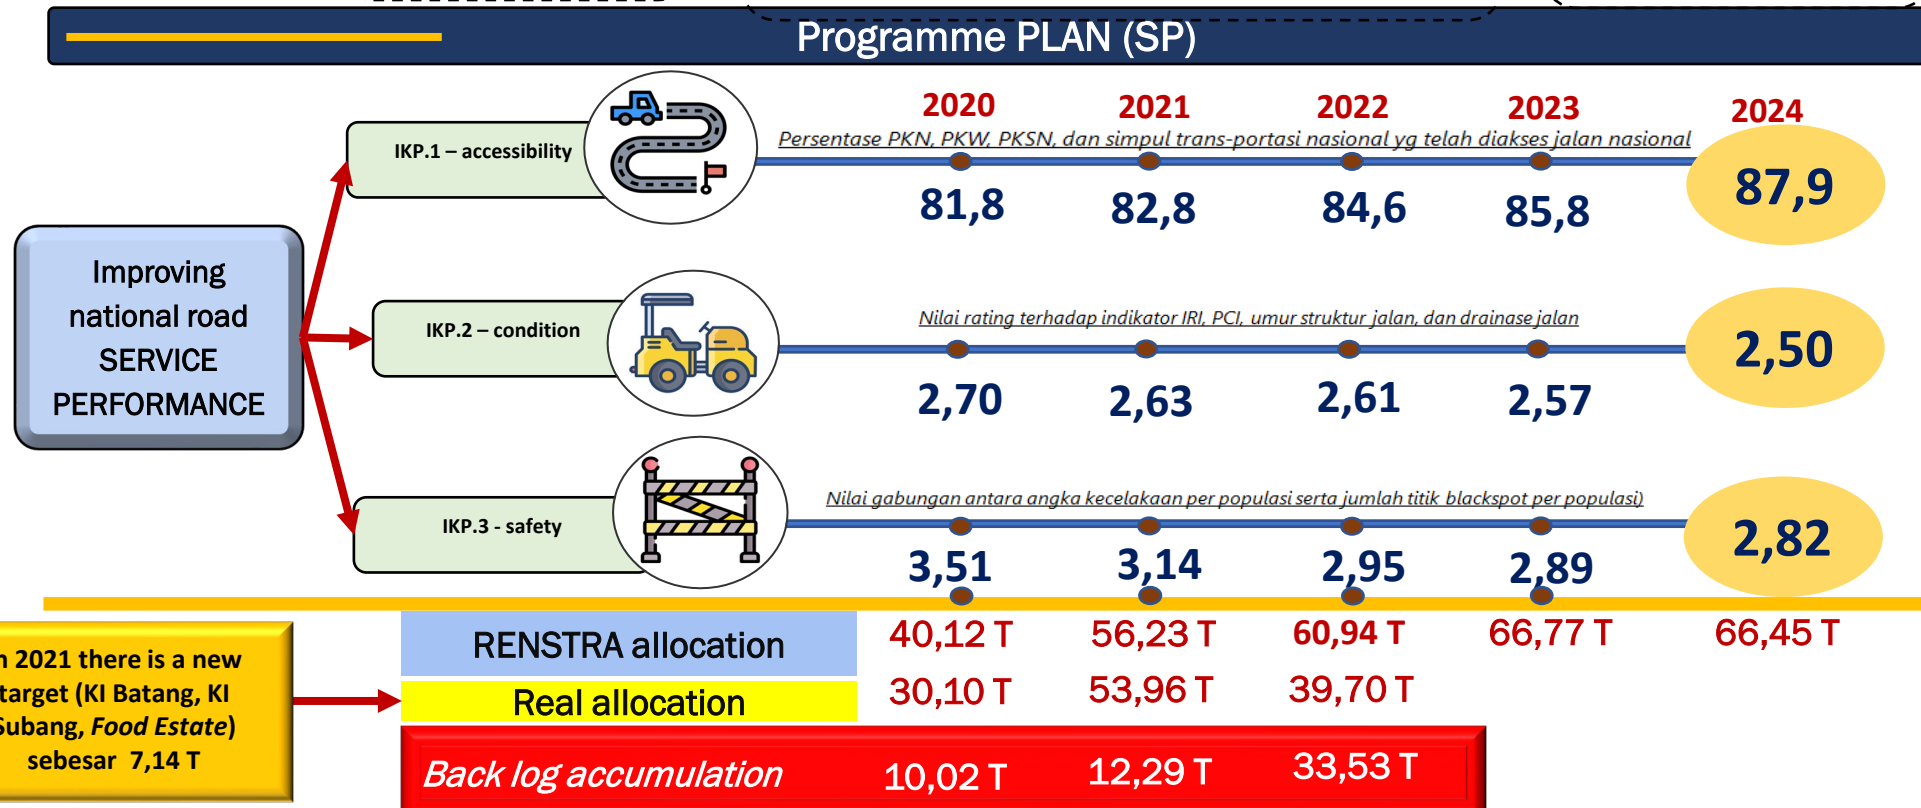 Programme PLAN (SP)
2020 2021 2022 2023 2024
IKP.1 – accessibility
Persentase PKN, PKW, PKSN, dan simpul trans-portasi nasional yg telah diakses jalan nasional
81,8 82,8 84,6 85,8 87,9
Improving
national road
SERVICE
PERFORMANCE
IKP.2 – condition
Nilai rating terhadap indikator IRI, PCI, umur struktur jalan, dan drainase jalan
2,70 2,63 2,61 2,57 2,50
IKP.3 - safety
Nilai gabungan antara angka kecelakaan per populasi serta jumlah titik blackspot per populasi)
3,51 3,14 2,95 2,89 2,82
n 2021 there is a new
target (KI Batang, KI
Subang, Food Estate)
sebesar 7,14 T
RENSTRA allocation 40,12 T 56,23 T 60,94 T 66,77 T 66,45 T
Real allocation 30,10 T 53,96 T 39,70 T
Back log accumulation 10,02 T 12,29 T 33,53 T